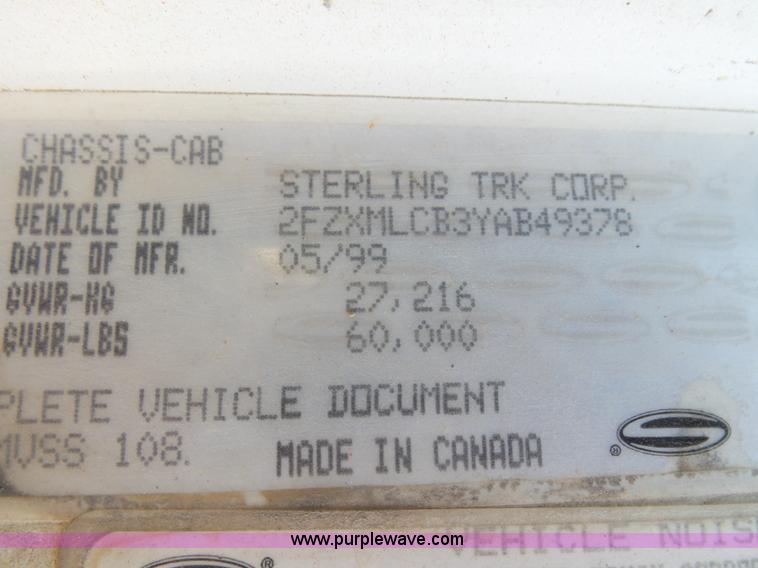 CHASSIS-CAB
MFD. BY STERLING TRK CORP.
VEHICLE ID NO. 2FZXMLCB3YAB49378
DATE OF MFR. 05/99
GVWR-KG 27,216
GVWR-LBS 60,000
PLETE VEHICLE DOCUMENT
MVSS 108. MADE IN CANADA
®
®
VEHICLE NOIS
www.purplewave.com